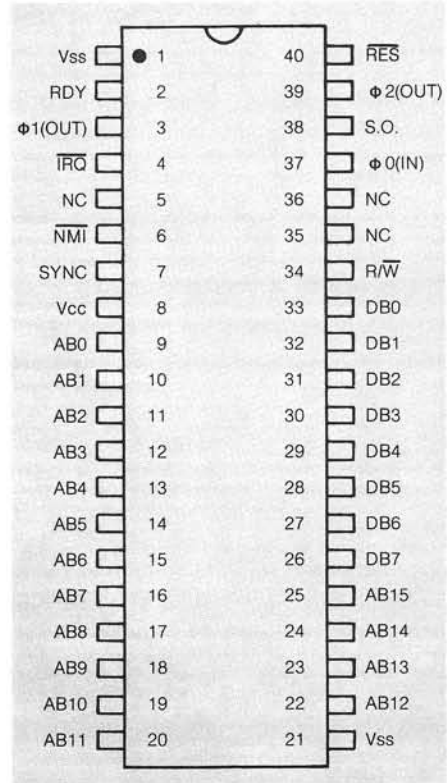 Vss 1 40 R̅E̅S̅
RDY 2 39 Φ2(OUT)
Φ1(OUT) 3 38 S.O.
I̅R̅Q̅ 4 37 Φ0(IN)
NC 5 36 NC
N̅M̅I̅ 6 35 NC
SYNC 7 34 R/W̅
Vcc 8 33 DB0
AB0 9 32 DB1
AB1 10 31 DB2
AB2 11 30 DB3
AB3 12 29 DB4
AB4 13 28 DB5
AB5 14 27 DB6
AB6 15 26 DB7
AB7 16 25 AB15
AB8 17 24 AB14
AB9 18 23 AB13
AB10 19 22 AB12
AB11 20 21 Vss